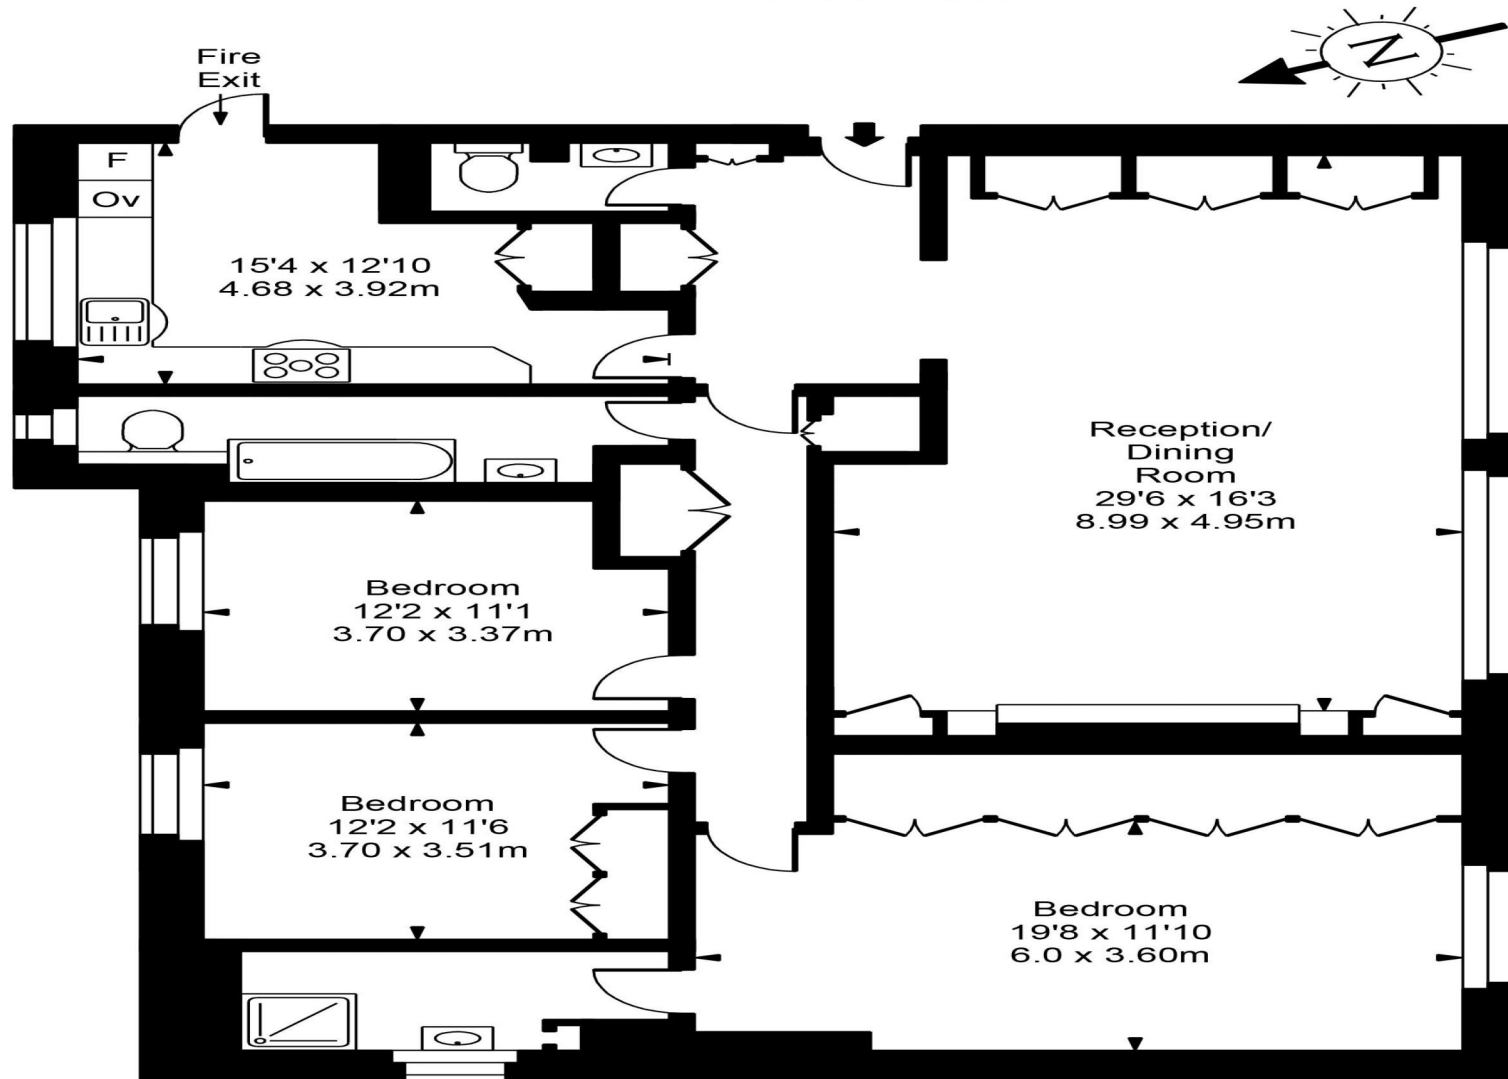 Fire
Exit
N
F
Ov
15'4 x 12'10
4.68 x 3.92m
Reception/
Dining
Room
29'6 x 16'3
8.99 x 4.95m
Bedroom
12'2 x 11'1
3.70 x 3.37m
Bedroom
12'2 x 11'6
3.70 x 3.51m
Bedroom
19'8 x 11'10
6.0 x 3.60m